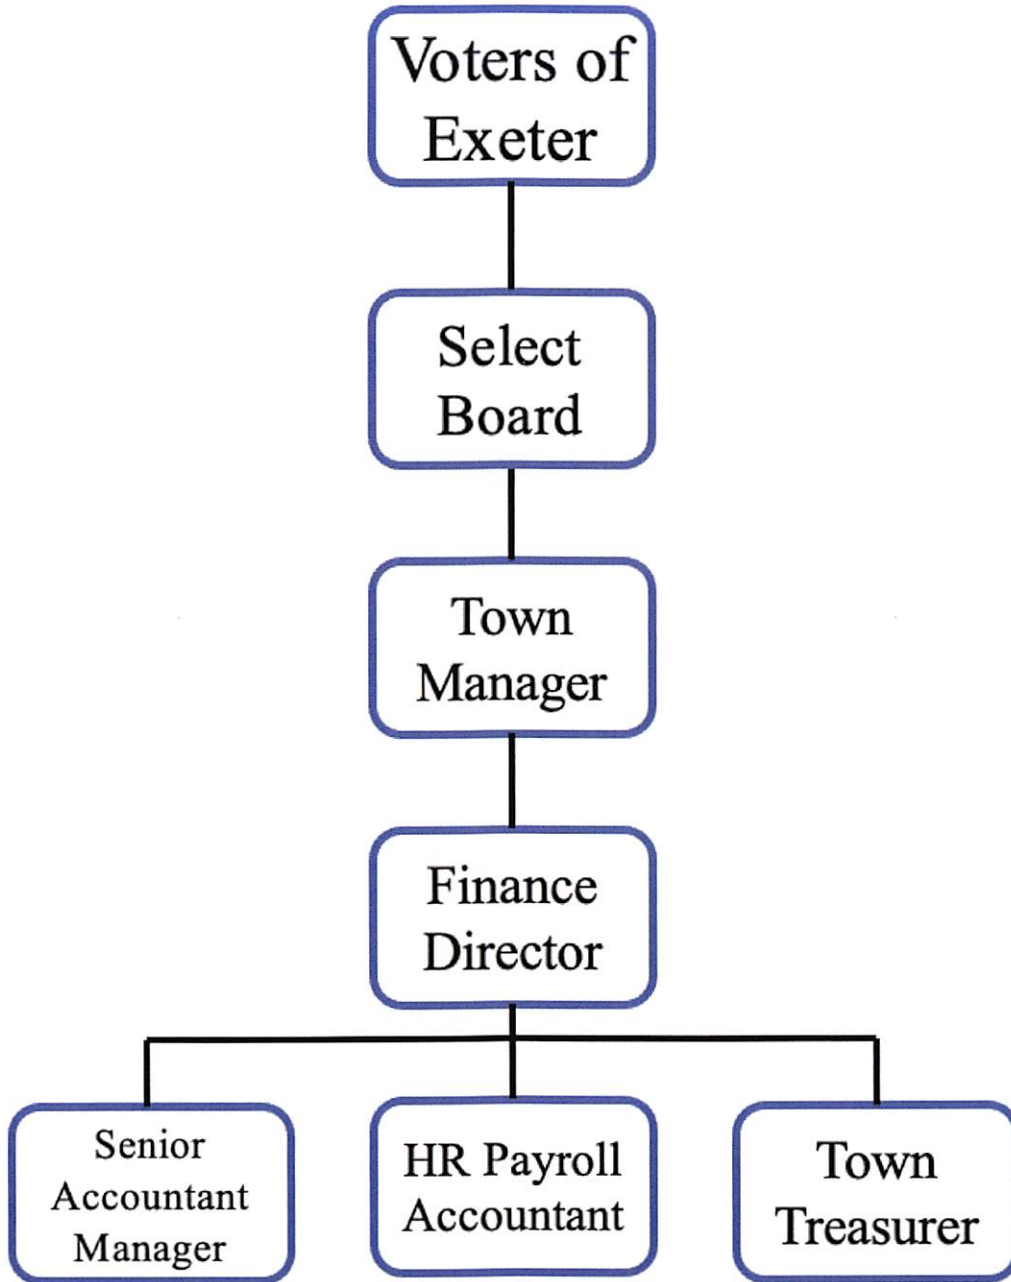 Voters of
Exeter
Select
Board
Town
Manager
Finance
Director
Senior
Accountant
Manager
HR Payroll
Accountant
Town
Treasurer